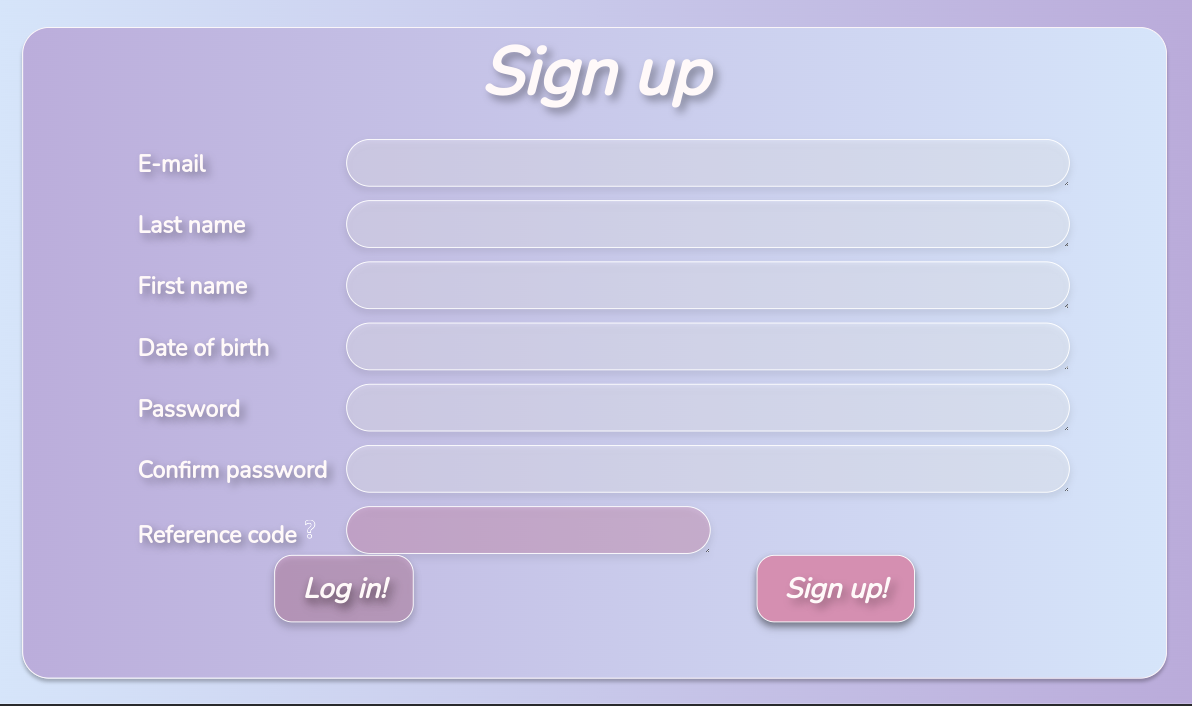 Sign up
E-mail
Last name
First name
Date of birth
Password
Confirm password
Reference code ?
Log in!
Sign up!